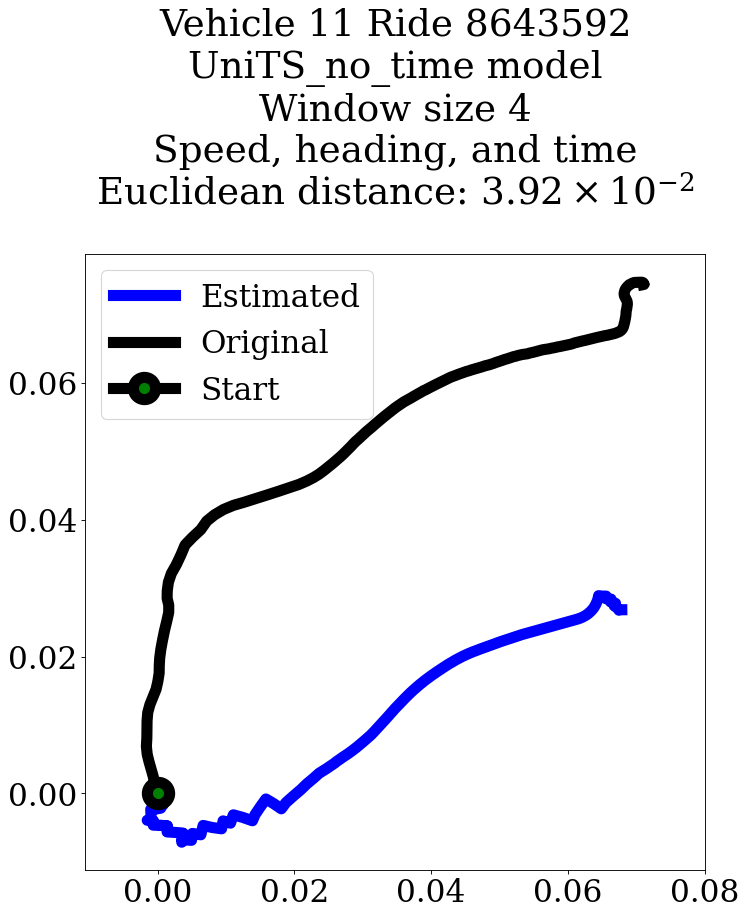 Vehicle 11 Ride 8643592
UniTS_no_time model
Window size 4
Speed, heading, and time
Euclidean distance: 3.92 × 10⁻²
Estimated
Original
Start
0.06
0.04
0.02
0.00
0.00 0.02 0.04 0.06 0.08